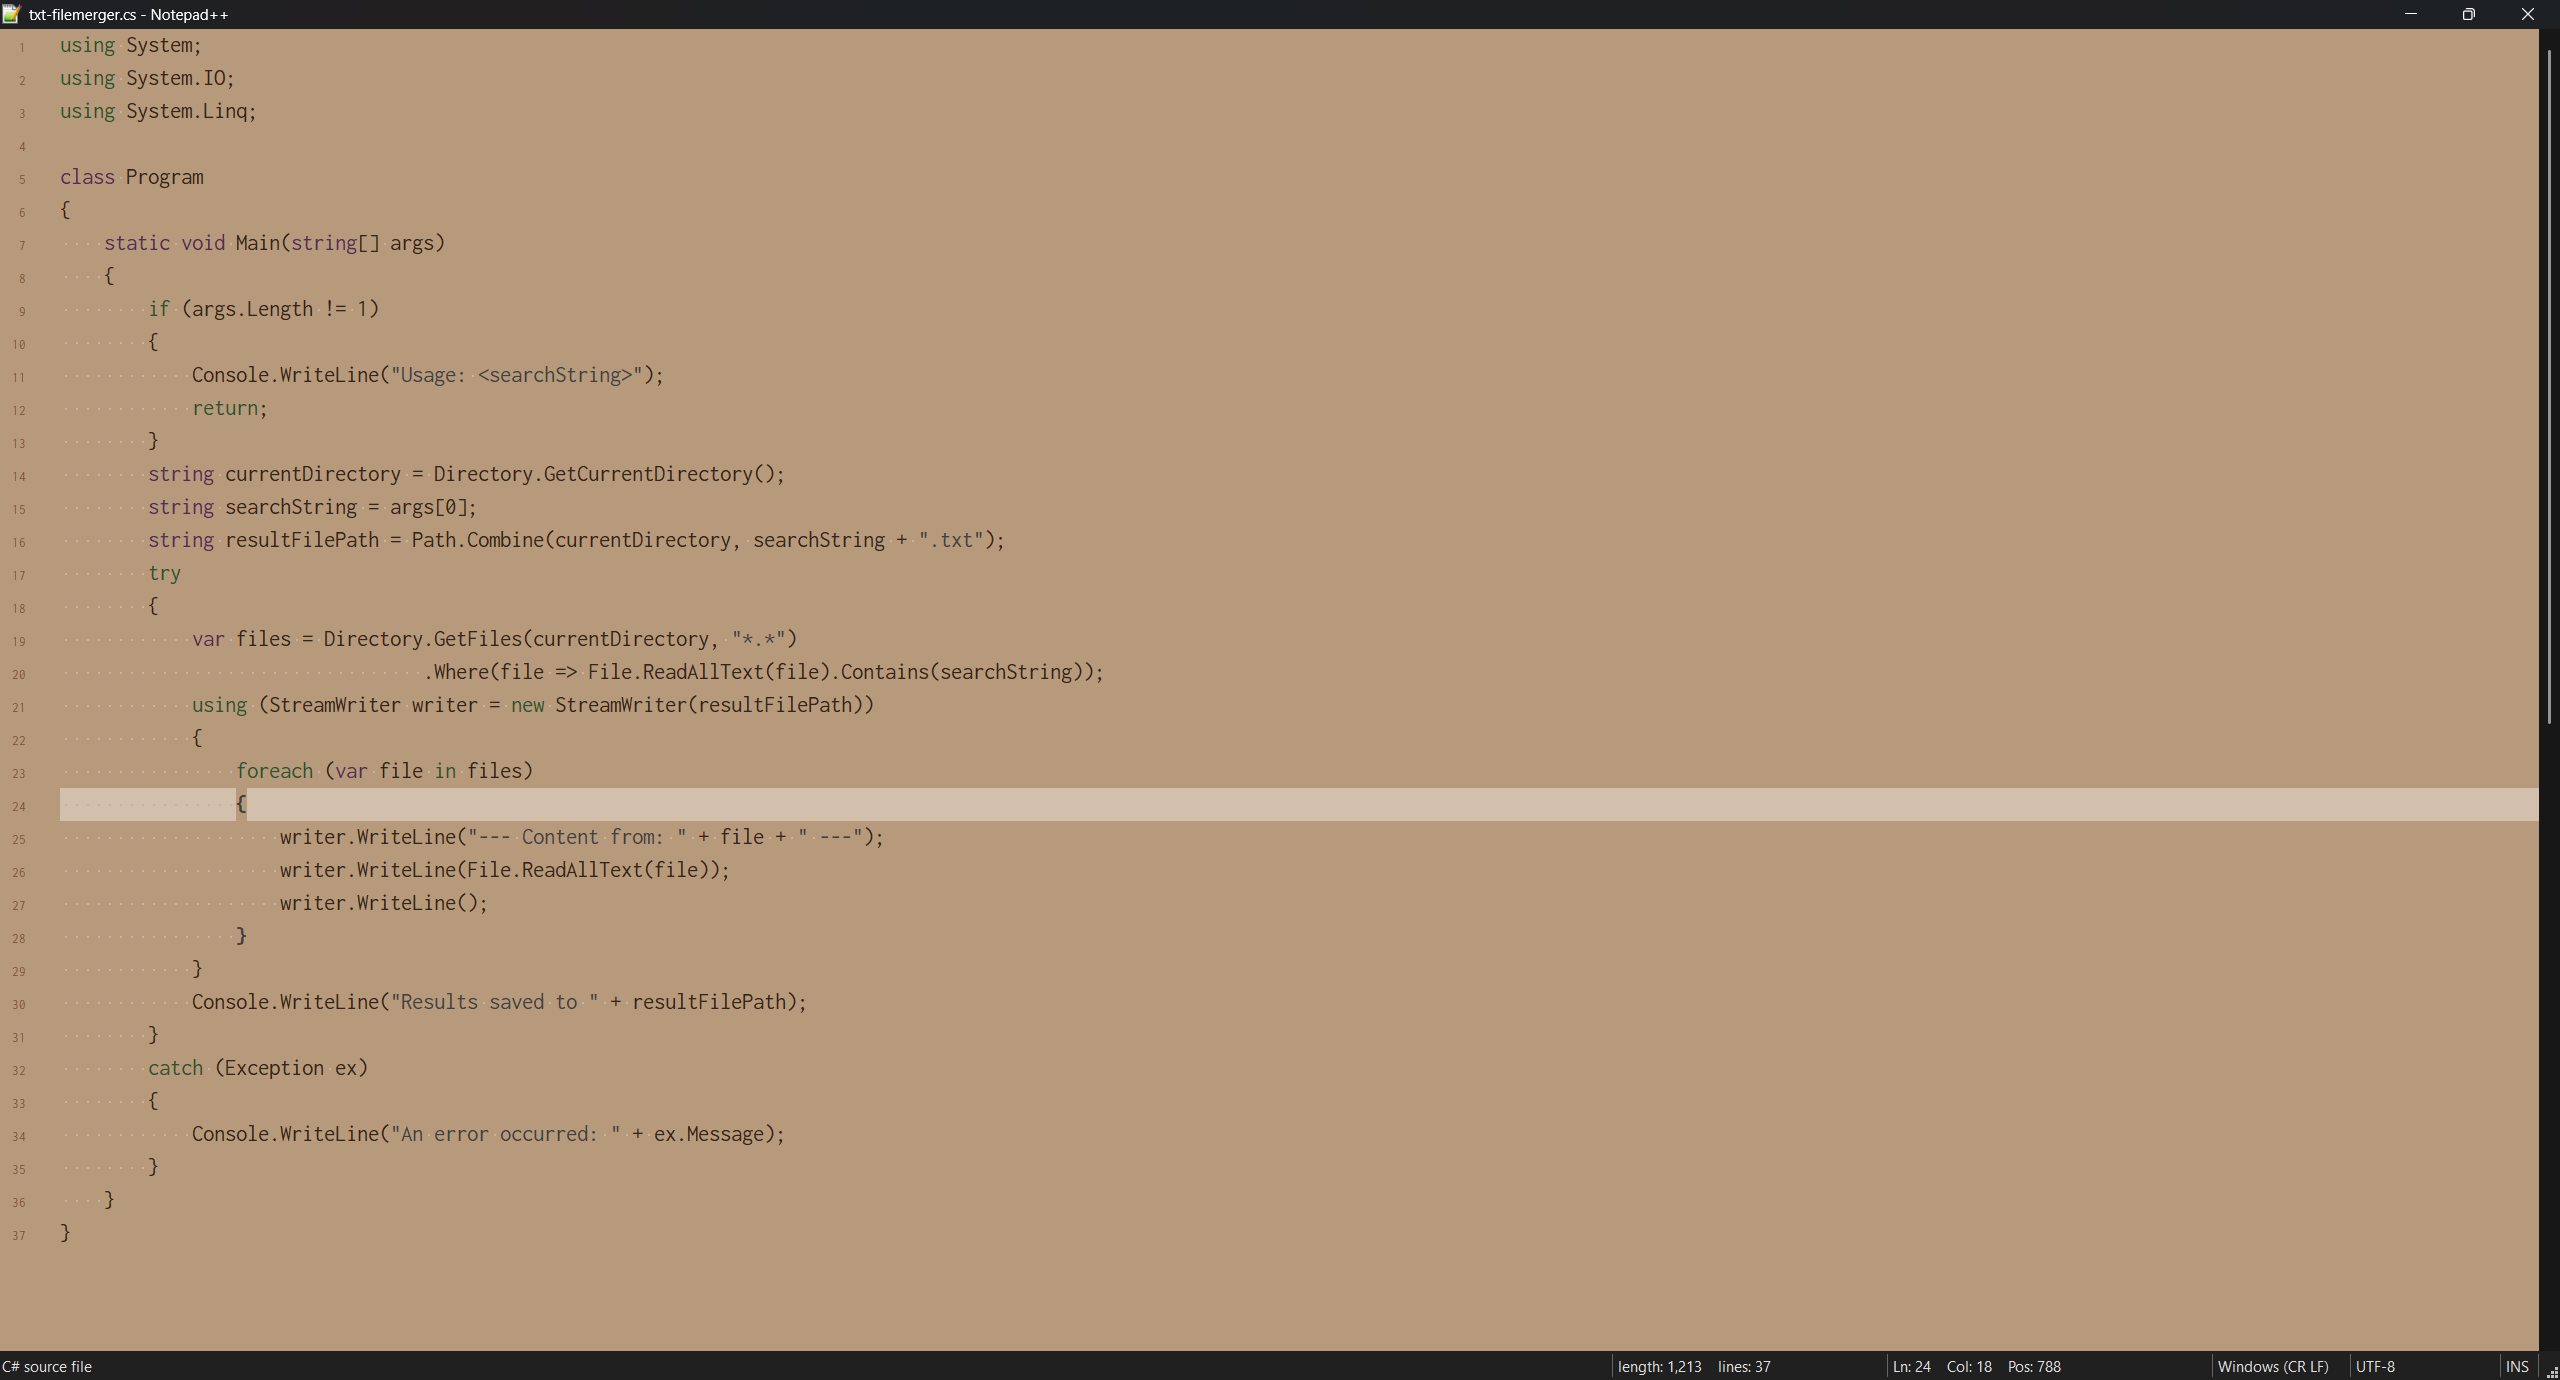 txt-filemerger.cs - Notepad++
1 using System;
2 using System.IO;
3 using System.Linq;
4
5 class Program
6 {
7     static void Main(string[] args)
8     {
9         if (args.Length != 1)
10         {
11             Console.WriteLine("Usage: <searchString>");
12             return;
13         }
14         string currentDirectory = Directory.GetCurrentDirectory();
15         string searchString = args[0];
16         string resultFilePath = Path.Combine(currentDirectory, searchString + ".txt");
17         try
18         {
19             var files = Directory.GetFiles(currentDirectory, "*.*")
20                                  .Where(file => File.ReadAllText(file).Contains(searchString));
21             using (StreamWriter writer = new StreamWriter(resultFilePath))
22             {
23                 foreach (var file in files)
24                 {
25                     writer.WriteLine("--- Content from: " + file + " ---");
26                     writer.WriteLine(File.ReadAllText(file));
27                     writer.WriteLine();
28                 }
29             }
30             Console.WriteLine("Results saved to " + resultFilePath);
31         }
32         catch (Exception ex)
33         {
34             Console.WriteLine("An error occurred: " + ex.Message);
35         }
36     }
37 }
C# source file length: 1,213 lines: 37 Ln: 24 Col: 18 Pos: 788 Windows (CR LF) UTF-8 INS